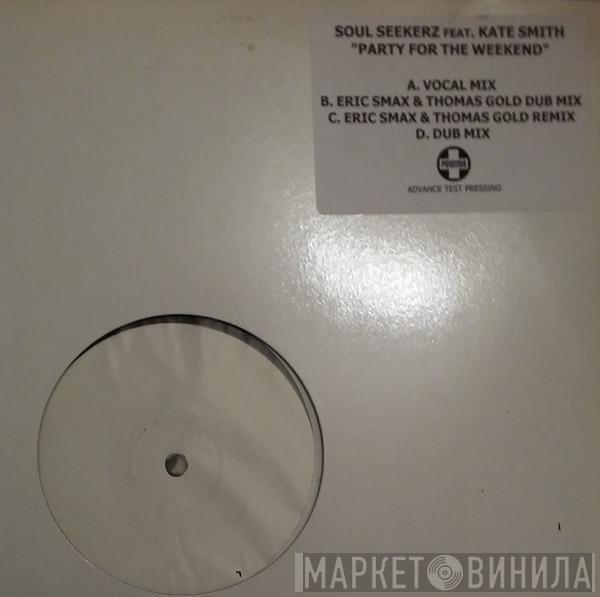 SOUL SEEKERZ FEAT. KATE SMITH
"PARTY FOR THE WEEKEND"
A. VOCAL MIX
B. ERIC SMAX & THOMAS GOLD DUB MIX
C. ERIC SMAX & THOMAS GOLD REMIX
D. DUB MIX
POSITIVA
ADVANCE TEST PRESSING
МАРКЕТ ВИНИЛА